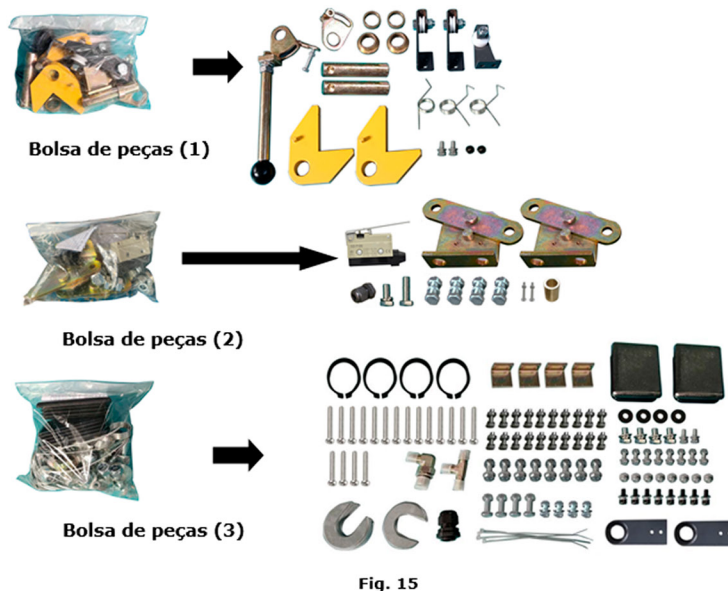 Bolsa de peças (1)
Bolsa de peças (2)
Bolsa de peças (3)
Fig. 15